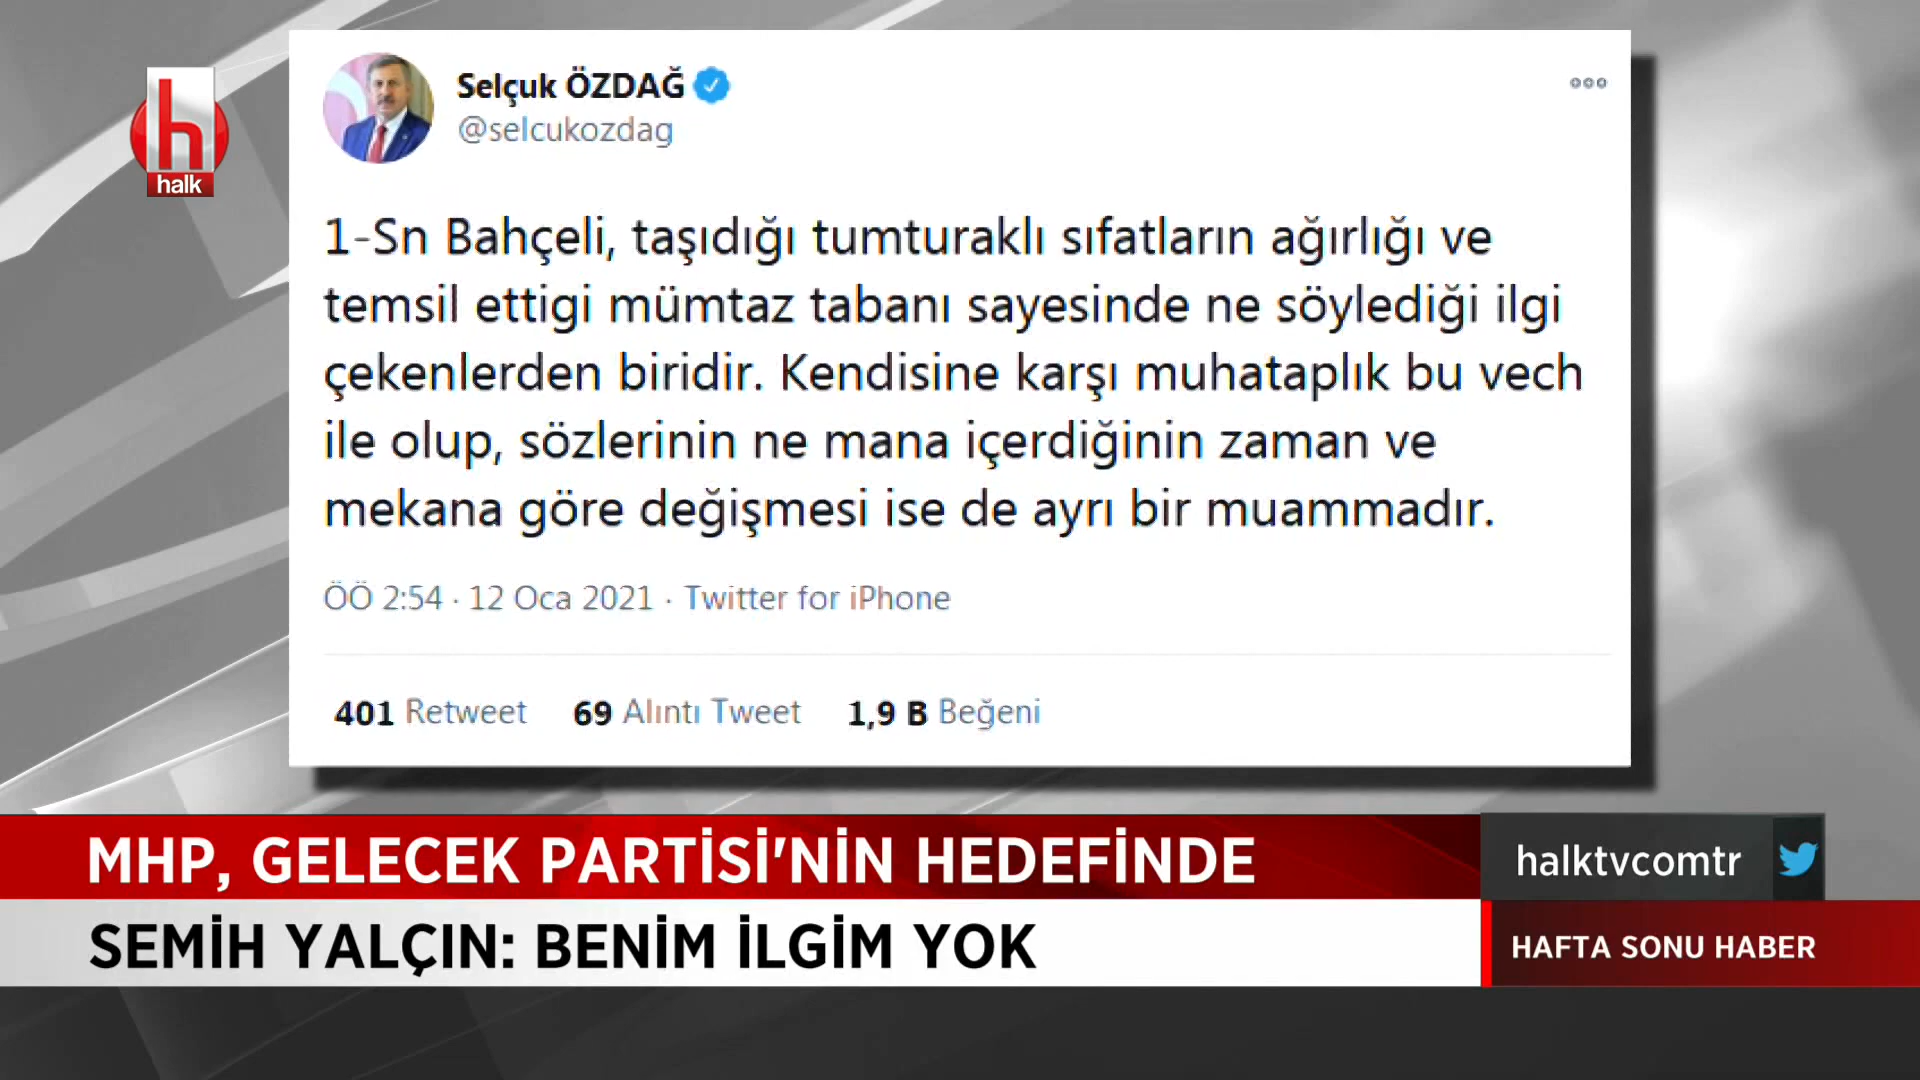 h
halk
Selçuk ÖZDAĞ
@selcukozdag
1-Sn Bahçeli, taşıdığı tumturaklı sıfatların ağırlığı ve
temsil ettigi mümtaz tabanı sayesinde ne söylediği ilgi
çekenlerden biridir. Kendisine karşı muhataplık bu vech
ile olup, sözlerinin ne mana içerdiğinin zaman ve
mekana göre değişmesi ise de ayrı bir muammadır.
ÖÖ 2:54 · 12 Oca 2021 · Twitter for iPhone
401 Retweet 69 Alıntı Tweet 1,9 B Beğeni
MHP, GELECEK PARTİSİ'NİN HEDEFİNDE
halktvcomtr
SEMİH YALÇIN: BENİM İLGİM YOK
HAFTA SONU HABER